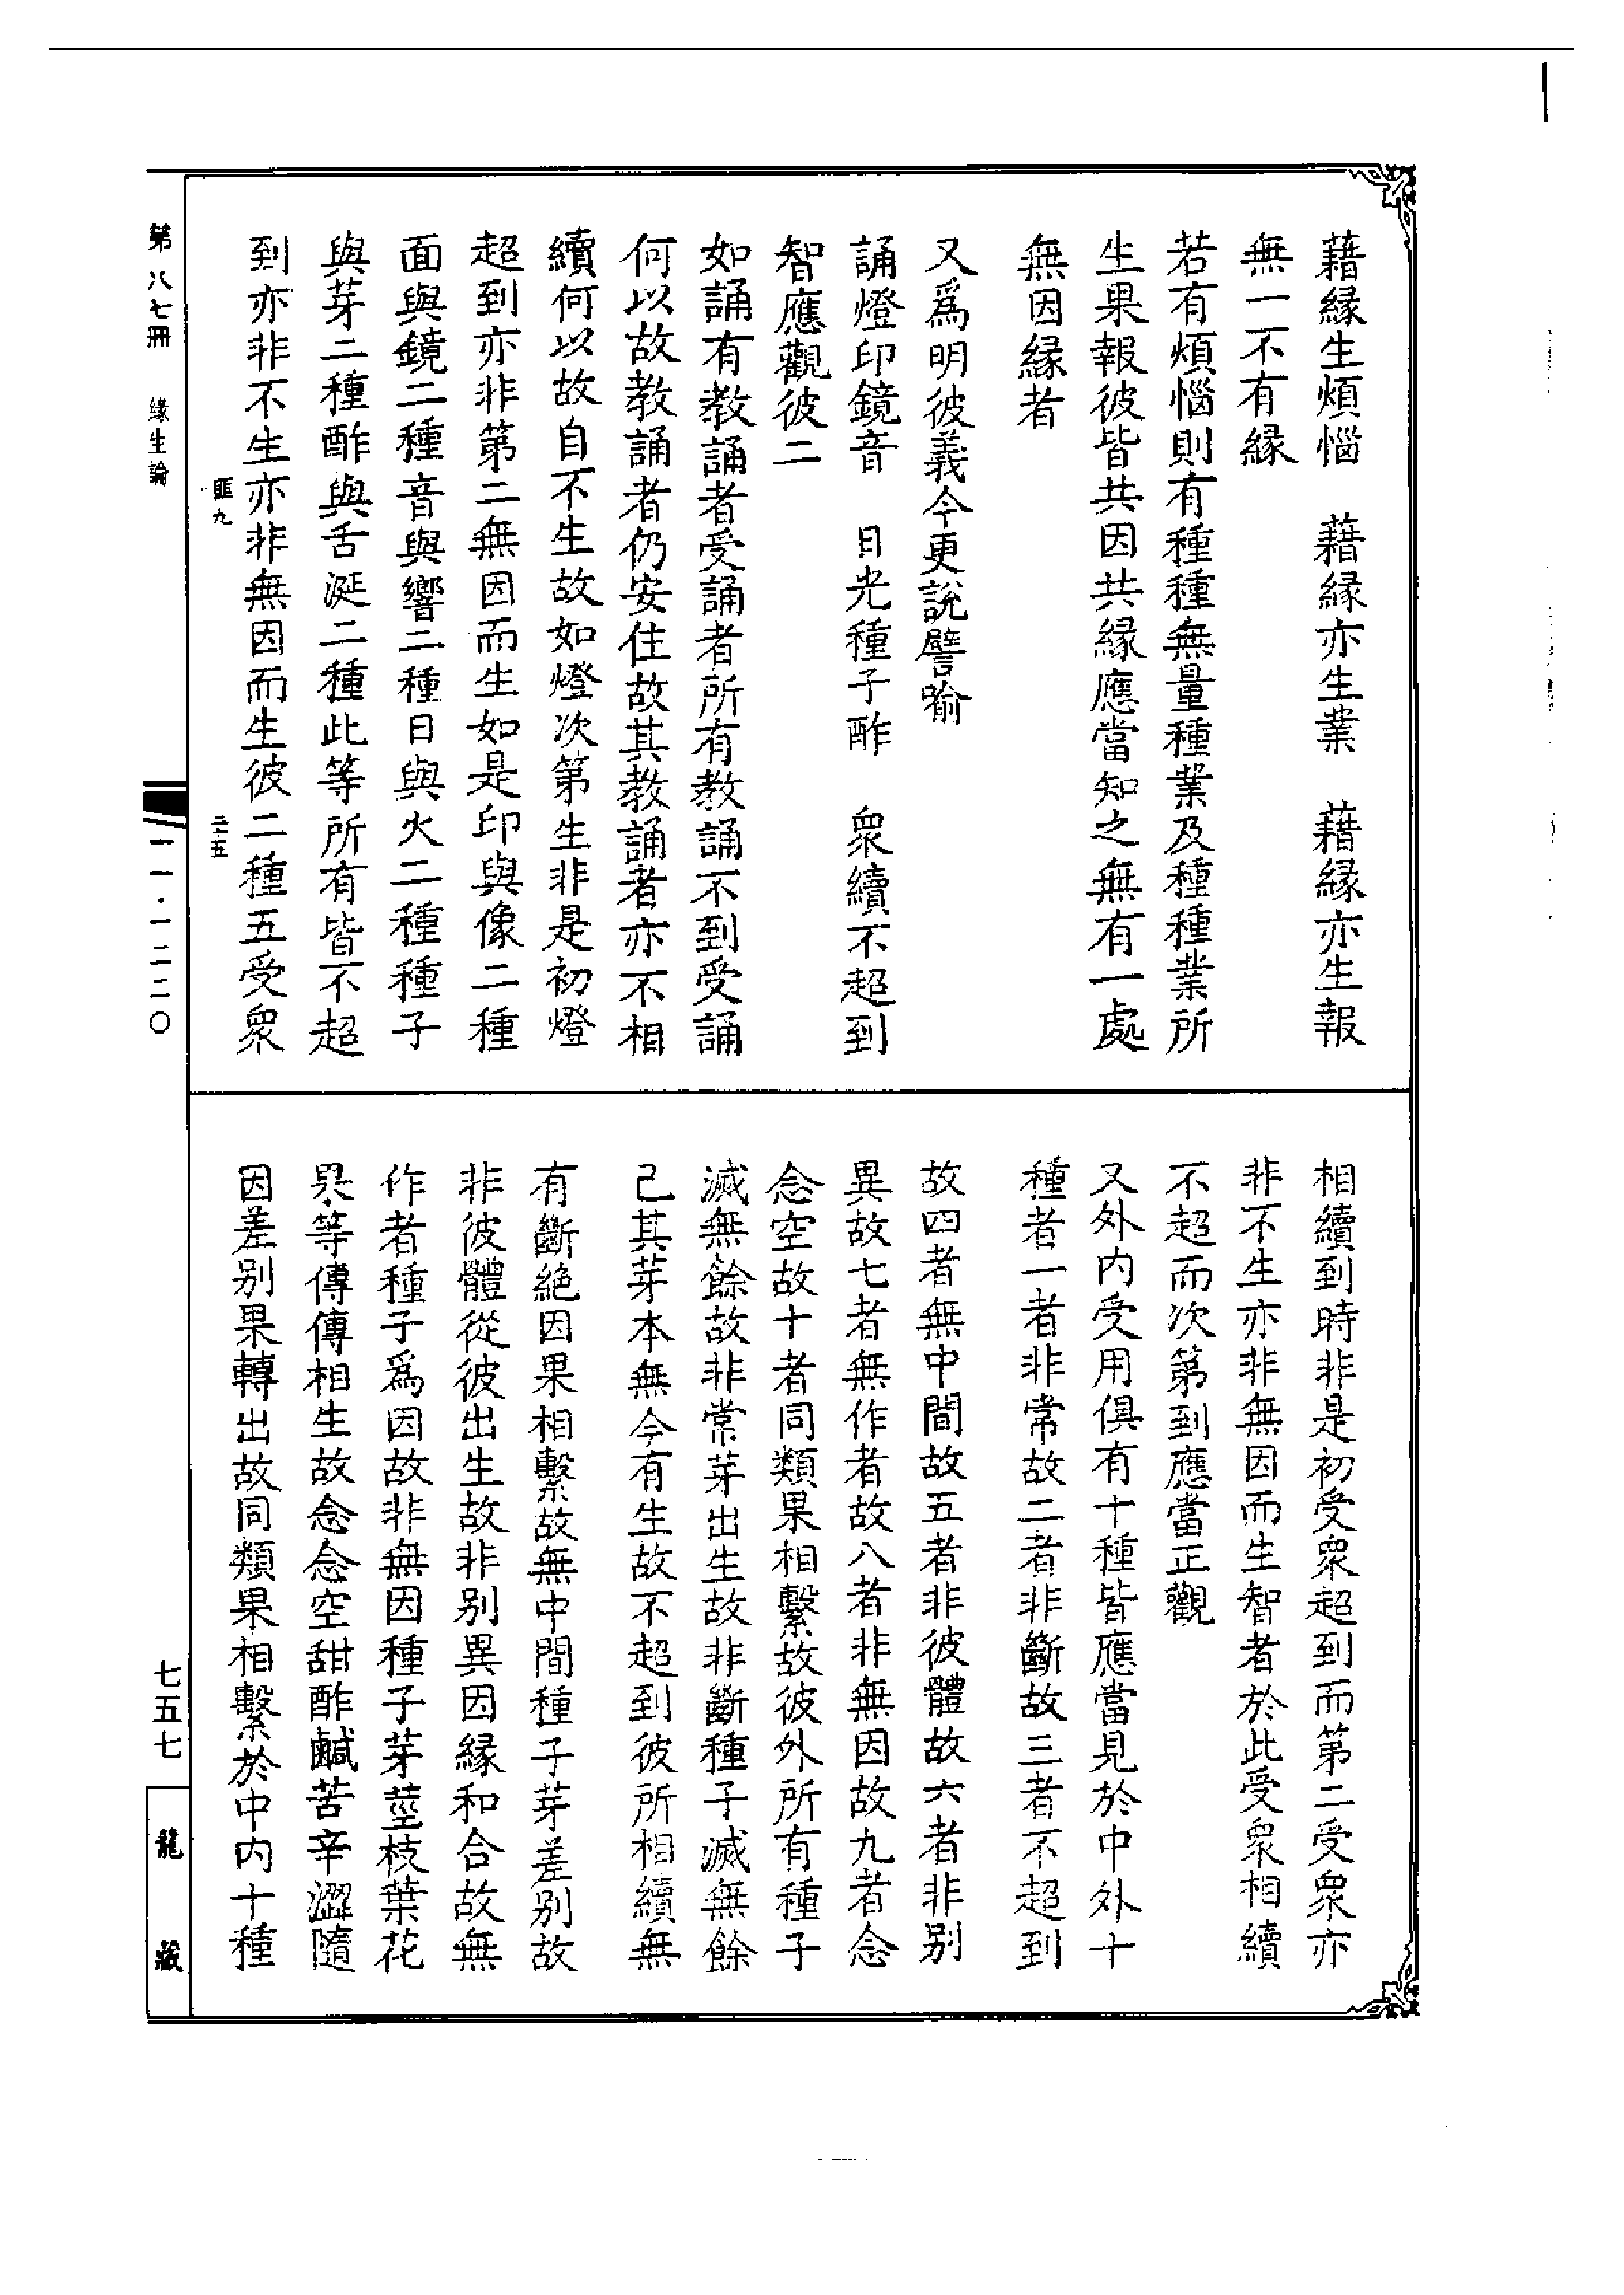 藉緣生煩惱　藉緣亦生業　藉緣亦生報
無一不有緣
若有煩惱則有種種無量種業及種種業所
生果報彼皆共因共緣應當知之無有一處
無因緣者
又爲明彼義今更說譬喻
誦燈印鏡音　日光種子酢　衆續不超到
智應觀彼二
如誦有教誦者受誦者所有教誦不到受誦
何以故教誦者仍安住故其教誦者亦不相
續何以故自不生故如燈次第生非是初燈
超到亦非第二無因而生如是印與像二種
面與鏡二種音與響二種日與火二種種子
與芽二種酢與舌涎二種此等所有皆不超
到亦非不生亦非無因而生彼二種五受衆
匪九
二十五
相續到時非是初受衆超到而第二受衆亦
非不生亦非無因而生智者於此受衆相續
不超而次第到應當正觀
又外内受用俱有十種皆應當見於中外十
種者一者非常故二者非斷故三者不超到
故四者無中間故五者非彼體故六者非别
異故七者無作者故八者非無因故九者念
念空故十者同類果相繫故彼外所有種子
滅無餘故非常芽出生故非斷種子滅無餘
己其芽本無今有生故不超到彼所相續無
有斷絶因果相繫故無中間種子芽差别故
非彼體從彼出生故非别異因緣和合故無
作者種子爲因故非無因種子芽莖枝葉花
果等傳傳相生故念念空甜酢鹹苦辛澀隨
因差别果轉出故同類果相繫於中内十種
第八七冊　緣生論
一一·一二二〇
七五七
龍藏